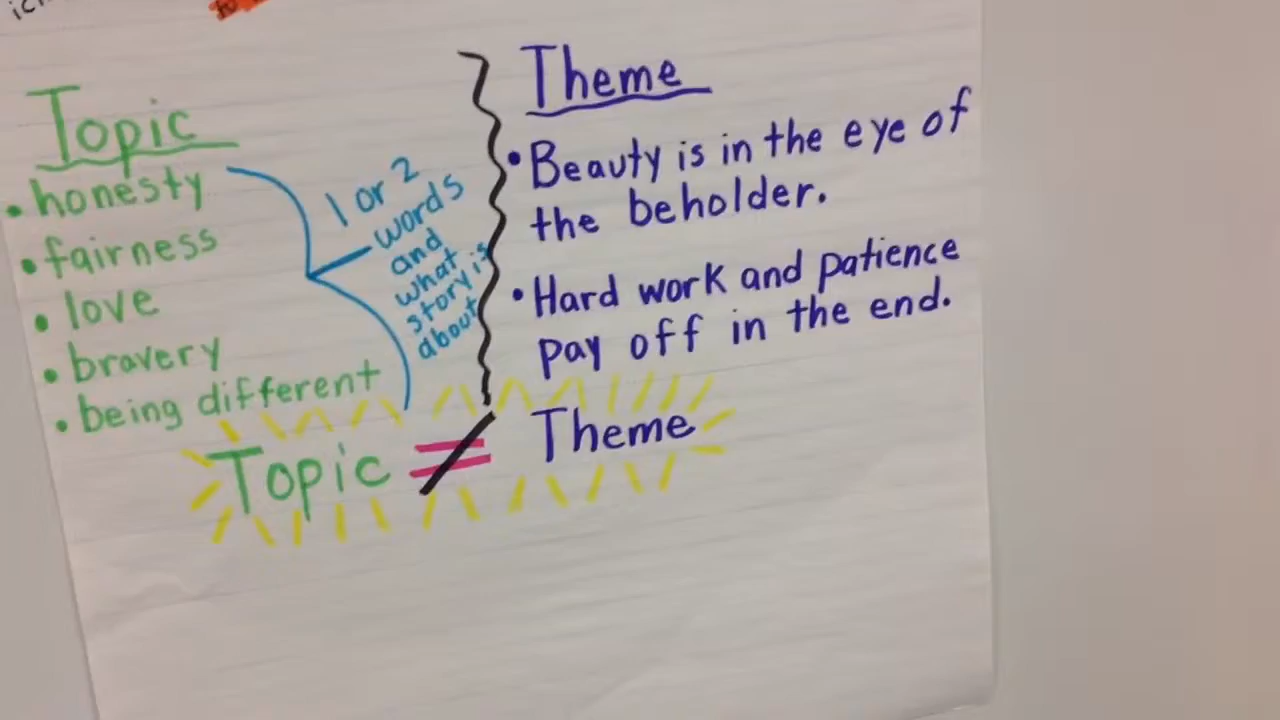 Topic
• honesty
• fairness
• love
• bravery
• being different
1 or 2
words
and
what
story is
about
Theme
• Beauty is in the eye of
the beholder.
• Hard work and patience
pay off in the end.
Topic ≠ Theme